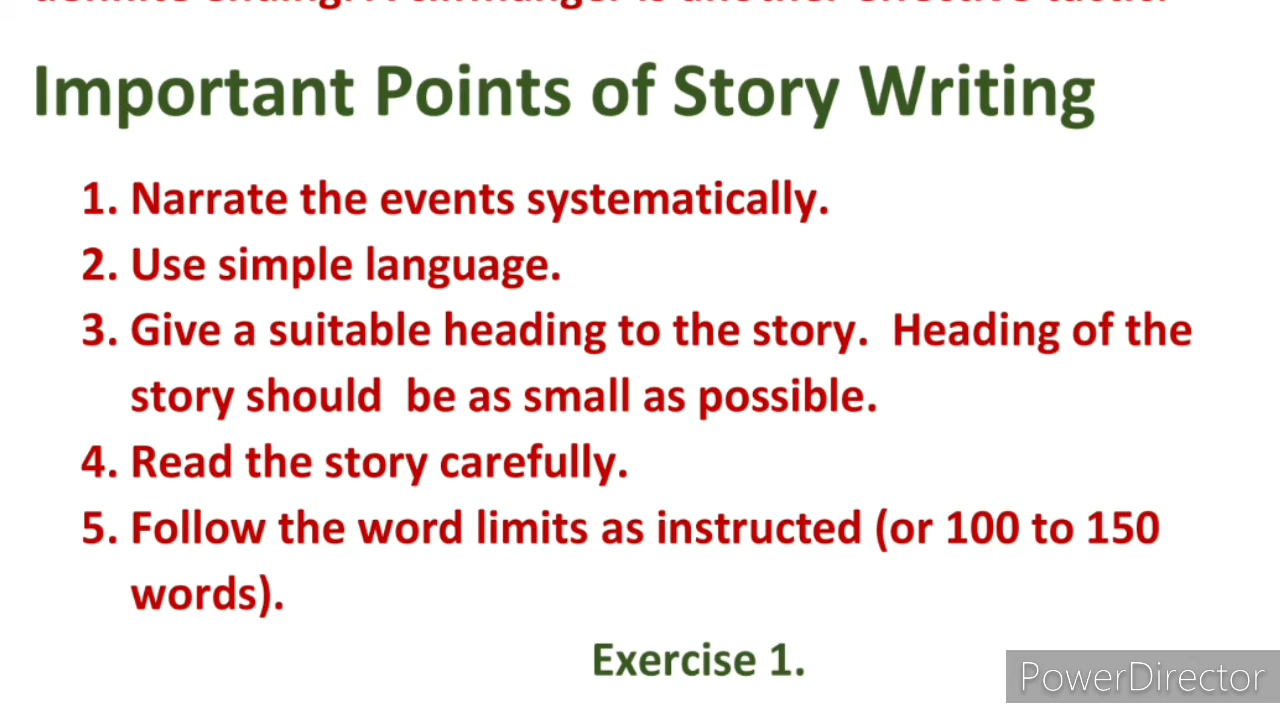 Important Points of Story Writing
1. Narrate the events systematically.
2. Use simple language.
3. Give a suitable heading to the story.  Heading of the
story should  be as small as possible.
4. Read the story carefully.
5. Follow the word limits as instructed (or 100 to 150
words).
Exercise 1.
PowerDirector